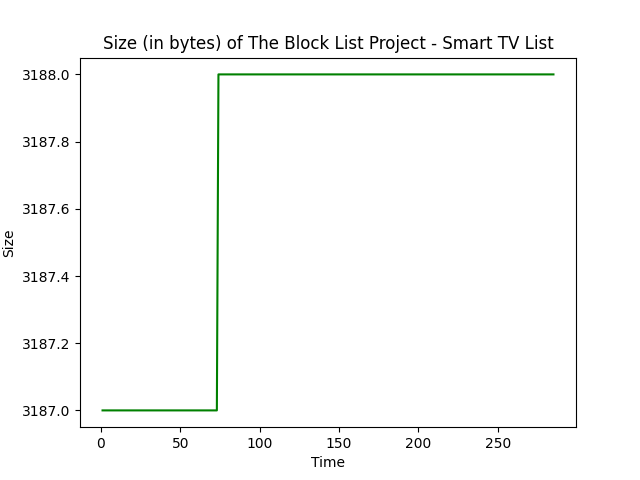 Size (in bytes) of The Block List Project - Smart TV List
3188.0
3187.8
3187.6
3187.4
3187.2
3187.0
Size
0 50 100 150 200 250
Time